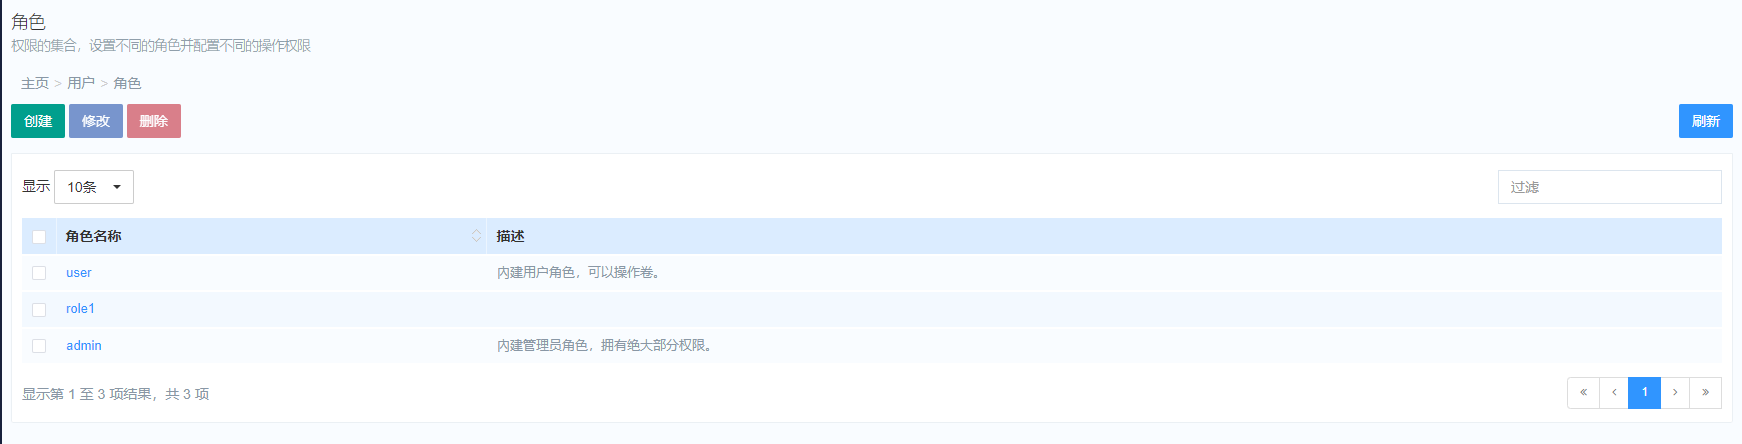 角色
权限的集合，设置不同的角色并配置不同的操作权限
主页 > 用户 > 角色
创建 修改 删除 刷新
显示 10条 过滤
角色名称 描述
user 内建用户角色，可以操作卷。
role1
admin 内建管理员角色，拥有绝大部分权限。
显示第 1 至 3 项结果，共 3 项 « ‹ 1 › »